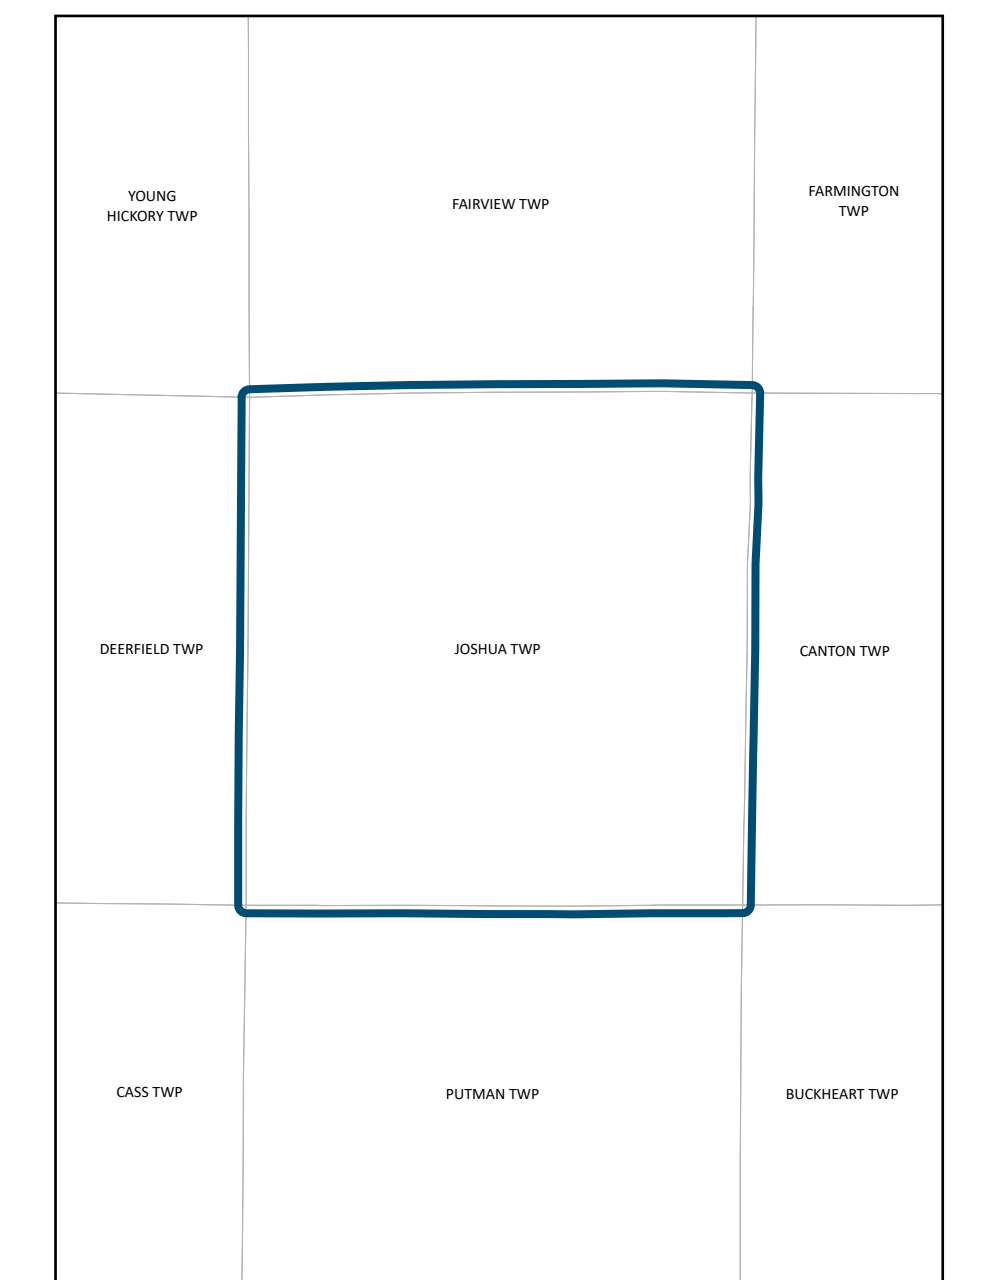 YOUNG
HICKORY TWP
FAIRVIEW TWP
FARMINGTON
TWP
DEERFIELD TWP
JOSHUA TWP
CANTON TWP
CASS TWP
PUTMAN TWP
BUCKHEART TWP